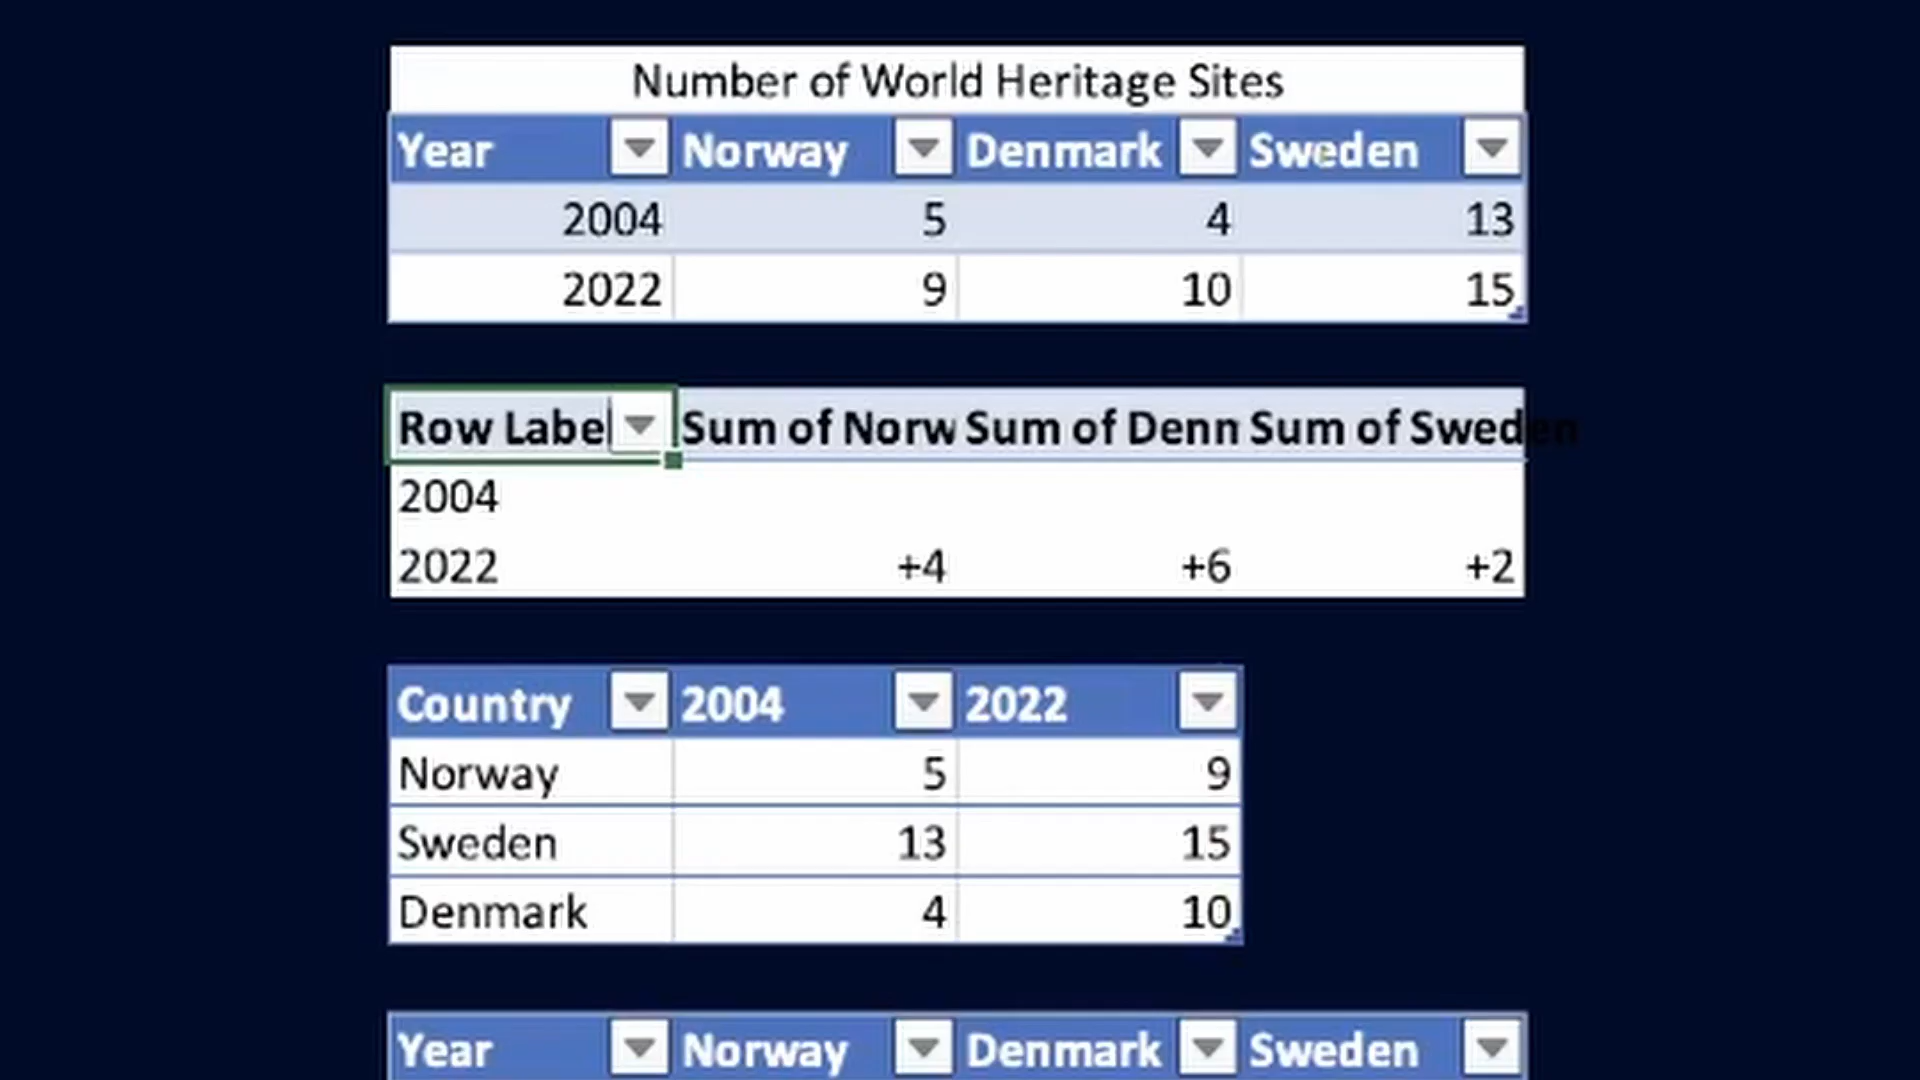 Number of World Heritage Sites
Year Norway Denmark Sweden
2004 5 4 13
2022 9 10 15
Row Label Sum of Norw Sum of Denn Sum of Sweden
2004
2022 +4 +6 +2
Country 2004 2022
Norway 5 9
Sweden 13 15
Denmark 4 10
Year Norway Denmark Sweden